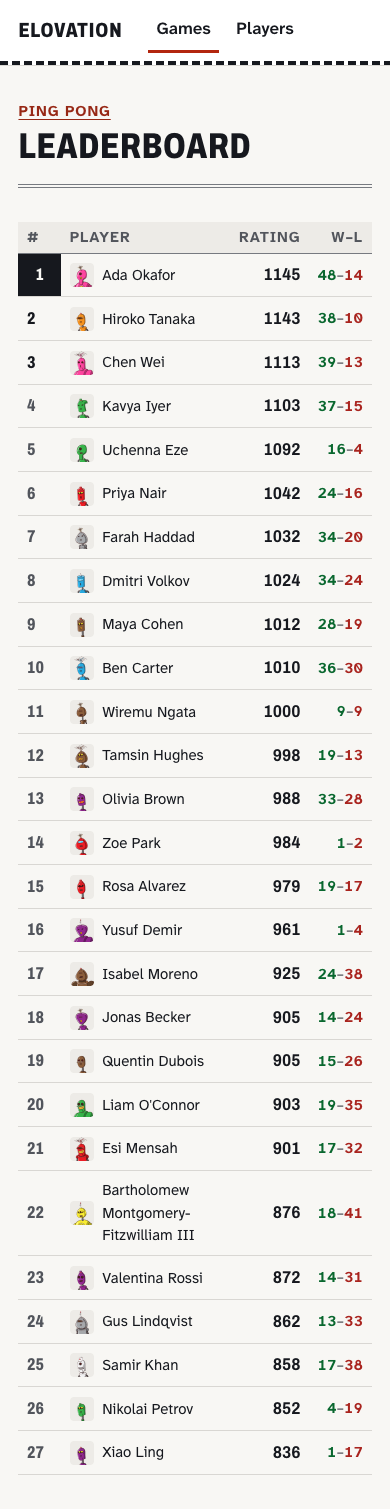 ELOVATION Games Players
PING PONG
LEADERBOARD
# PLAYER RATING W–L
1 Ada Okafor 1145 48–14
2 Hiroko Tanaka 1143 38–10
3 Chen Wei 1113 39–13
4 Kavya Iyer 1103 37–15
5 Uchenna Eze 1092 16–4
6 Priya Nair 1042 24–16
7 Farah Haddad 1032 34–20
8 Dmitri Volkov 1024 34–24
9 Maya Cohen 1012 28–19
10 Ben Carter 1010 36–30
11 Wiremu Ngata 1000 9–9
12 Tamsin Hughes 998 19–13
13 Olivia Brown 988 33–28
14 Zoe Park 984 1–2
15 Rosa Alvarez 979 19–17
16 Yusuf Demir 961 1–4
17 Isabel Moreno 925 24–38
18 Jonas Becker 905 14–24
19 Quentin Dubois 905 15–26
20 Liam O'Connor 903 19–35
21 Esi Mensah 901 17–32
22 Bartholomew
Montgomery-
Fitzwilliam III 876 18–41
23 Valentina Rossi 872 14–31
24 Gus Lindqvist 862 13–33
25 Samir Khan 858 17–38
26 Nikolai Petrov 852 4–19
27 Xiao Ling 836 1–17